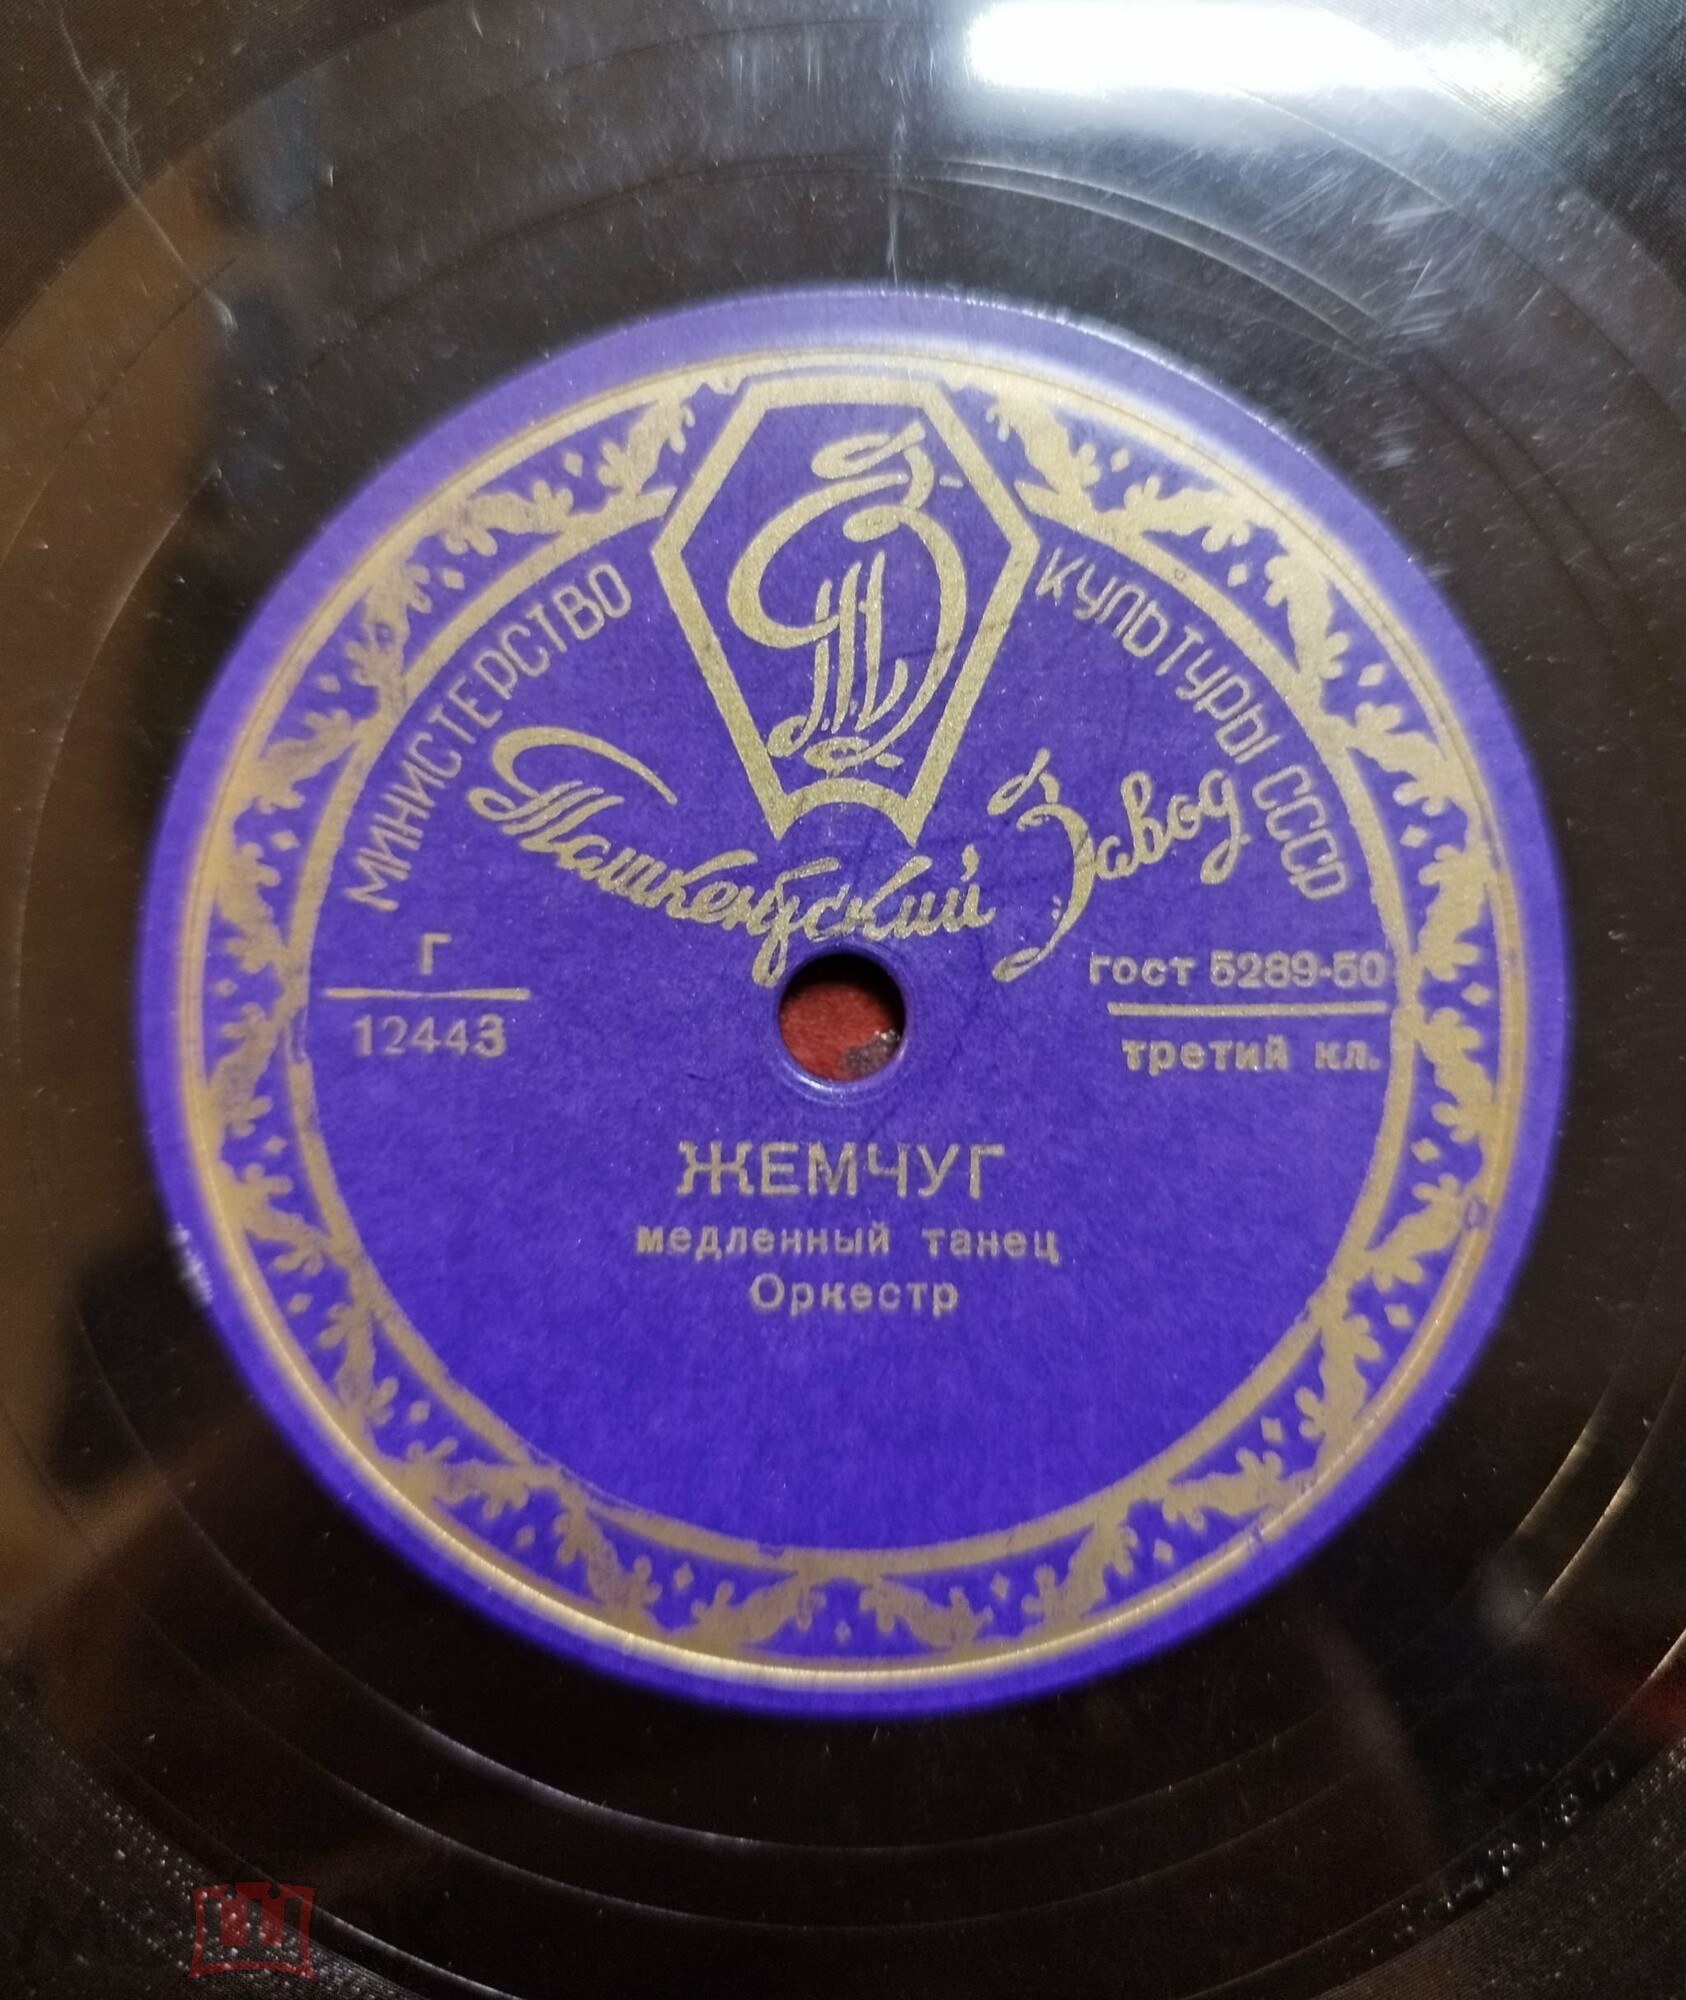 МИНИСТЕРСТВО КУЛЬТУРЫ СССР
Ташкентский Завод
Г
12443
гост 5289-50
третий кл.
ЖЕМЧУГ
медленный танец
Оркестр